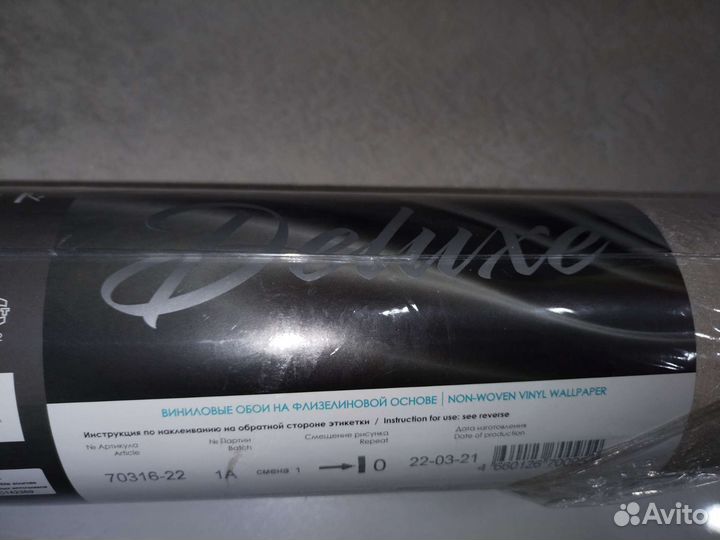 Deluxe
ВИНИЛОВЫЕ ОБОИ НА ФЛИЗЕЛИНОВОЙ ОСНОВЕ | NON-WOVEN VINYL WALLPAPER
Инструкция по наклеиванию на обратной стороне этикетки / Instruction for use: see reverse
№ Артикула № Партии Смещение рисунка Дата изготовления
Article Batch Repeat Date of production
70316-22 1А смена 1 0 22-03-21
Avito